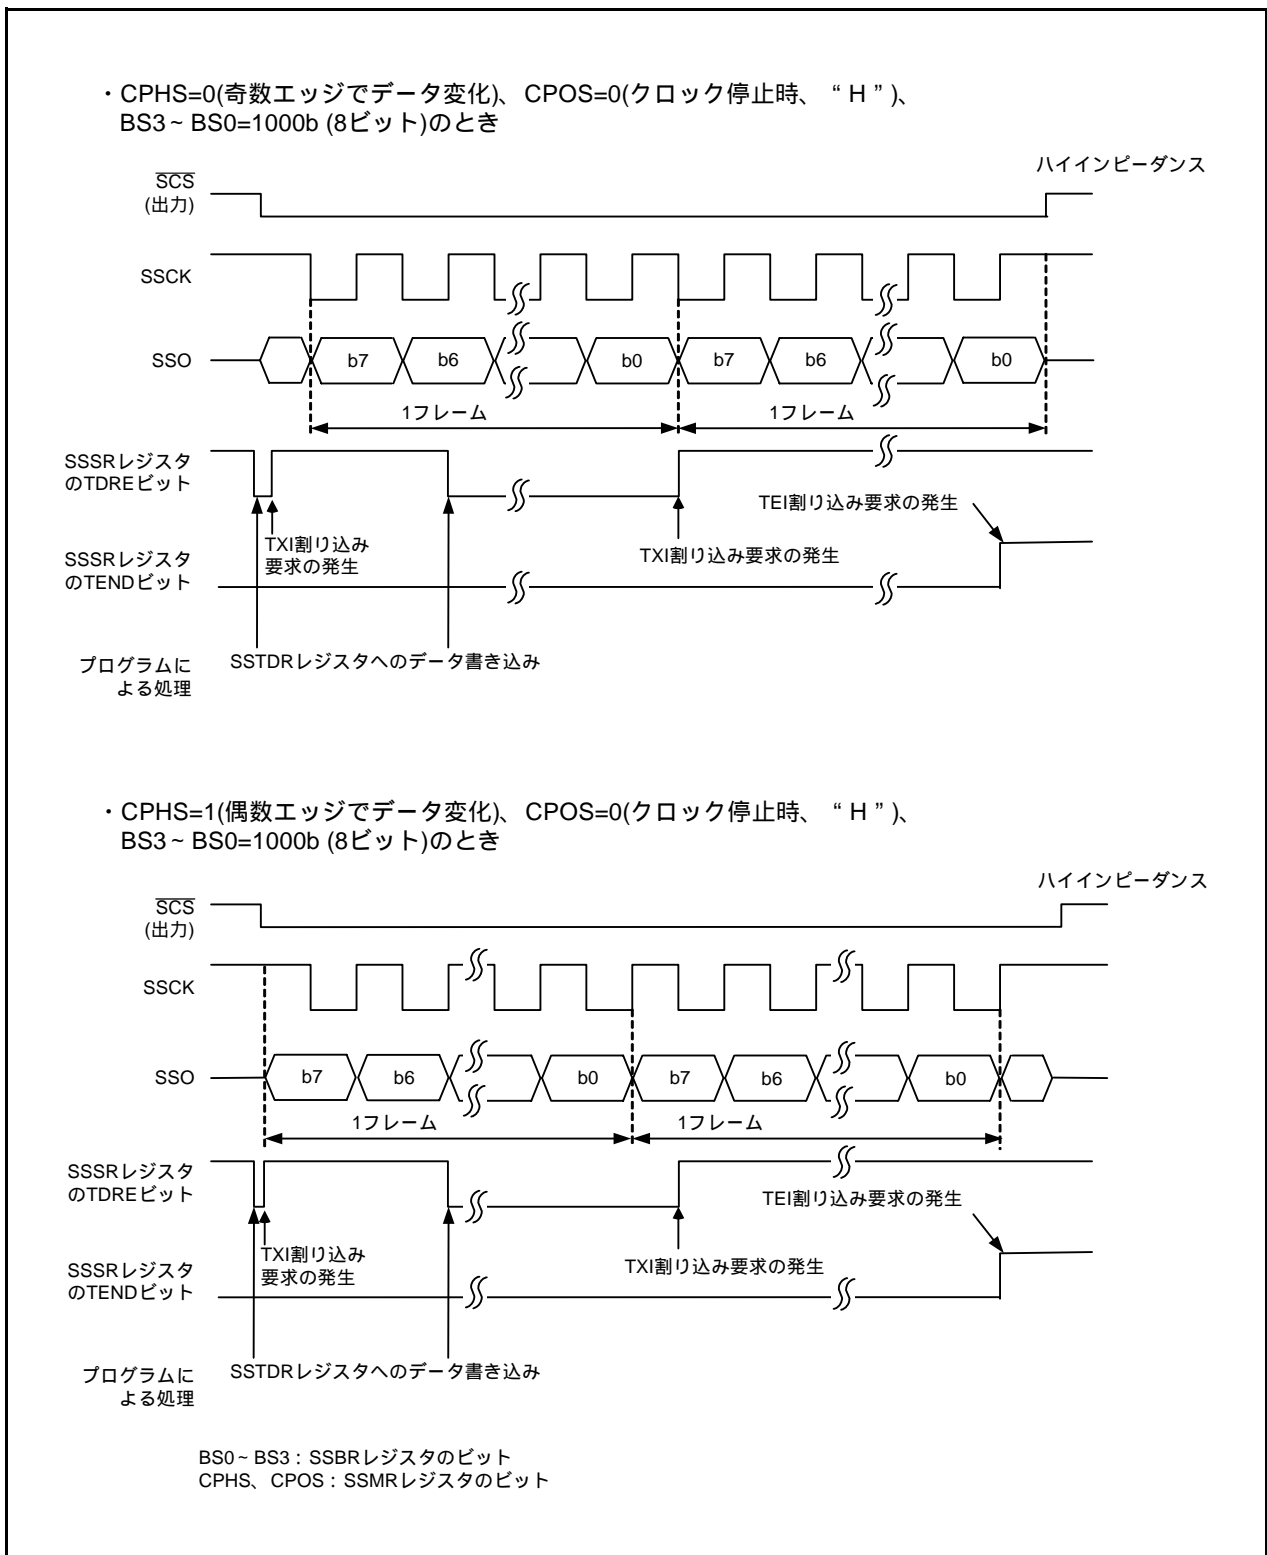 ・CPHS=0(奇数エッジでデータ変化)、CPOS=0(クロック停止時、“H”)、
BS3~BS0=1000b (8ビット)のとき
ハイインピーダンス
SCS
(出力)
SSCK
SSO
b7
b6
b0
b7
b6
b0
1フレーム
1フレーム
SSSRレジスタ
のTDREビット
TEI割り込み要求の発生
TXI割り込み
要求の発生
TXI割り込み要求の発生
SSSRレジスタ
のTENDビット
プログラムに
よる処理
SSTDRレジスタへのデータ書き込み
・CPHS=1(偶数エッジでデータ変化)、CPOS=0(クロック停止時、“H”)、
BS3~BS0=1000b (8ビット)のとき
ハイインピーダンス
SCS
(出力)
SSCK
SSO
b7
b6
b0
b7
b6
b0
1フレーム
1フレーム
SSSRレジスタ
のTDREビット
TEI割り込み要求の発生
TXI割り込み
要求の発生
TXI割り込み要求の発生
SSSRレジスタ
のTENDビット
プログラムに
よる処理
SSTDRレジスタへのデータ書き込み
BS0~BS3:SSBRレジスタのビット
CPHS、CPOS:SSMRレジスタのビット